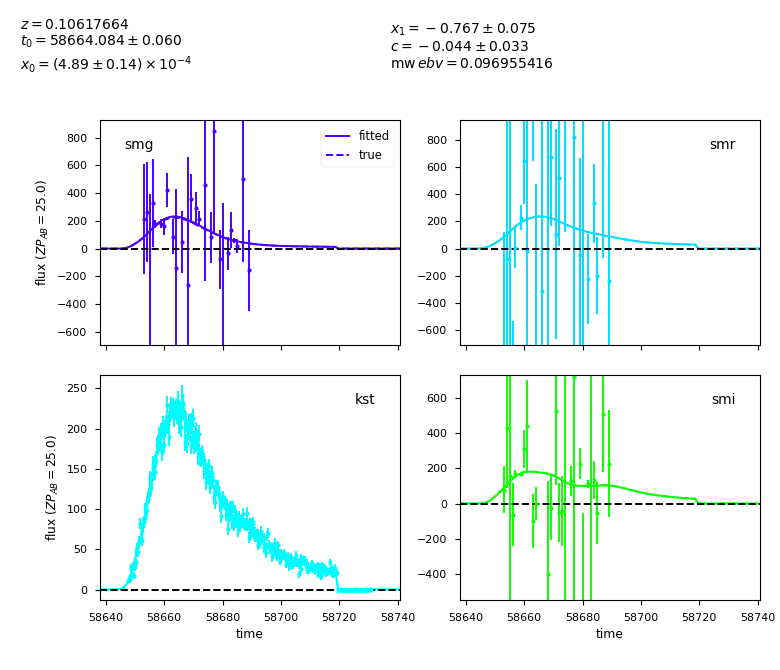 z = 0.10617664
t₀ = 58664.084 ± 0.060
x₀ = (4.89 ± 0.14) × 10⁻⁴
x₁ = −0.767 ± 0.075
c = −0.044 ± 0.033
mw ebv = 0.096955416
smg
fitted
true
800
600
400
200
0
−200
−400
−600
flux (ZP_AB = 25.0)
smr
800
600
400
200
0
−200
−400
−600
kst
250
200
150
100
50
0
flux (ZP_AB = 25.0)
58640 58660 58680 58700 58720 58740
time
smi
600
400
200
0
−200
−400
58640 58660 58680 58700 58720 58740
time